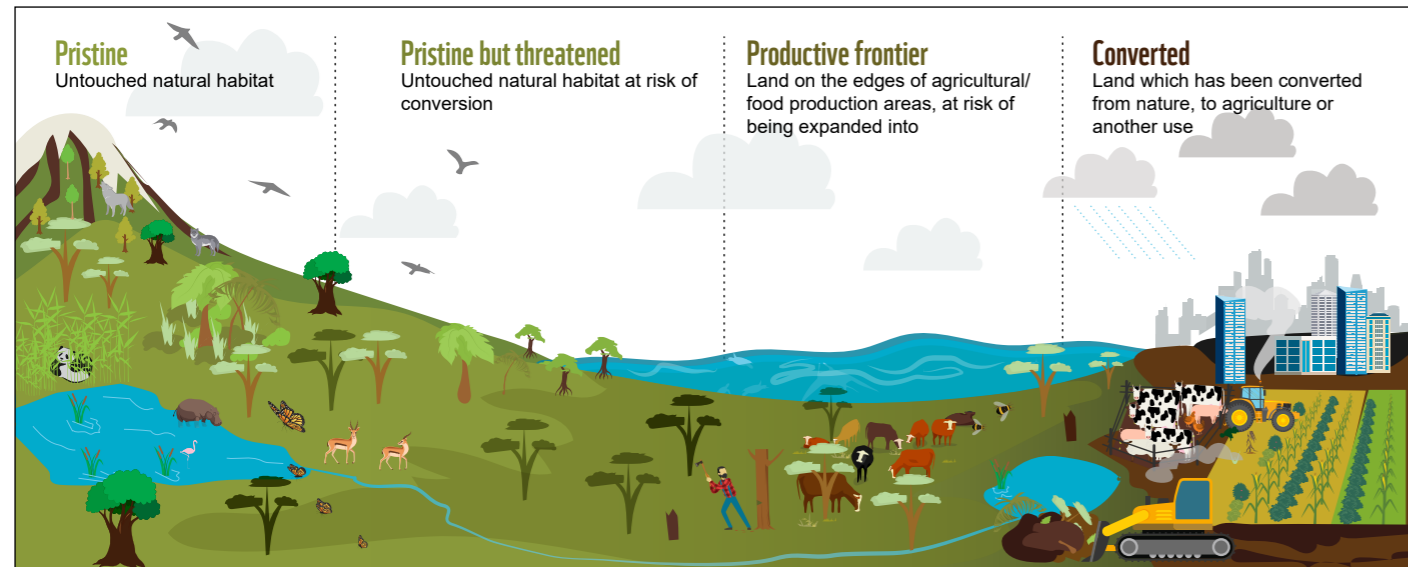 Pristine
Untouched natural habitat
Pristine but threatened
Untouched natural habitat at risk of
conversion
Productive frontier
Land on the edges of agricultural/
food production areas, at risk of
being expanded into
Converted
Land which has been converted
from nature, to agriculture or
another use